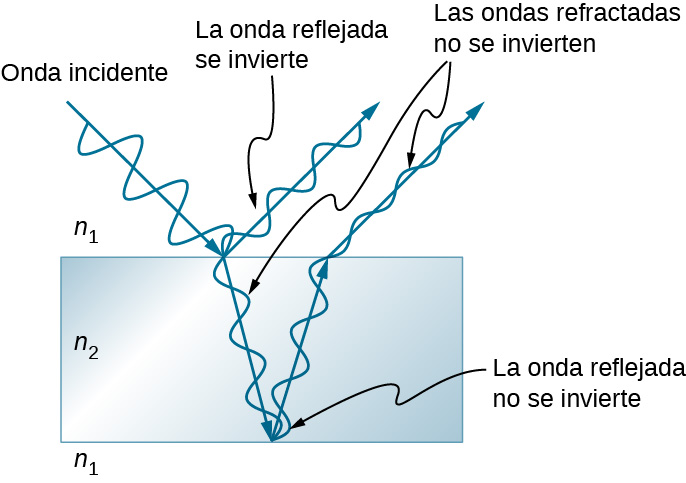 Las ondas refractadas
no se invierten
La onda reflejada
se invierte
Onda incidente
n1
n2
La onda reflejada
no se invierte
n1